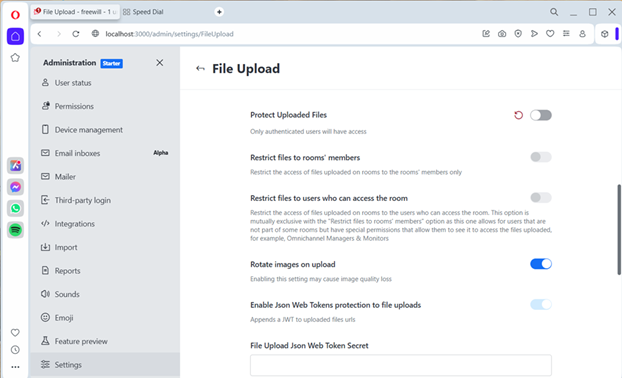 File Upload - freewill - 1 u
Speed Dial
localhost:3000/admin/settings/FileUpload
Administration Starter
File Upload
User status
Permissions
Device management
Email inboxes Alpha
Mailer
Third-party login
Integrations
Import
Reports
Sounds
Emoji
Feature preview
Settings
Protect Uploaded Files
Only authenticated users will have access
Restrict files to rooms' members
Restrict the access of files uploaded on rooms to the rooms' members only
Restrict files to users who can access the room
Restrict the access of files uploaded on rooms to the users who can access the room. This option is
mutually exclusive with the "Restrict files to rooms' members" option as this one allows for users that are
not part of some rooms but have special permissions that allow them to see it to access the files uploaded,
for example, Omnichannel Managers & Monitors
Rotate images on upload
Enabling this setting may cause image quality loss
Enable Json Web Tokens protection to file uploads
Appends a JWT to uploaded files urls
File Upload Json Web Token Secret